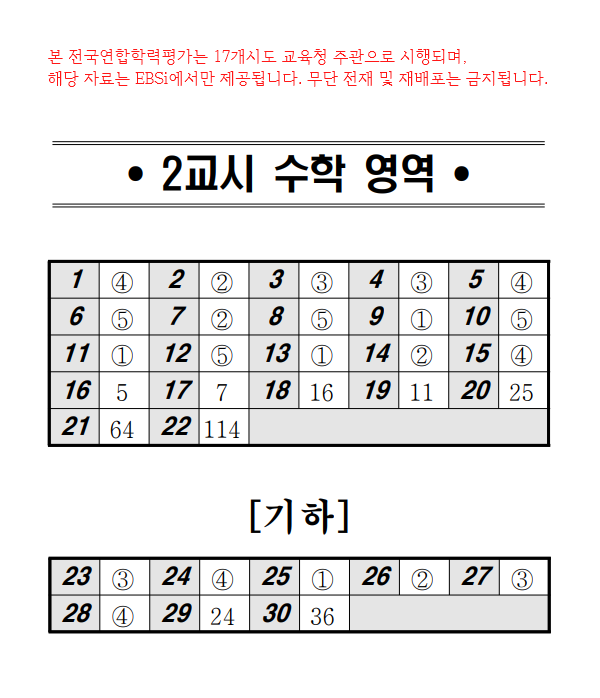 본 전국연합학력평가는 17개시도 교육청 주관으로 시행되며,
해당 자료는 EBSi에서만 제공됩니다. 무단 전재 및 재배포는 금지됩니다.
• 2교시 수학 영역 •
1 ④ 2 ② 3 ③ 4 ③ 5 ④
6 ⑤ 7 ② 8 ⑤ 9 ① 10 ⑤
11 ① 12 ⑤ 13 ① 14 ② 15 ④
16 5 17 7 18 16 19 11 20 25
21 64 22 114
[기하]
23 ③ 24 ④ 25 ① 26 ② 27 ③
28 ④ 29 24 30 36